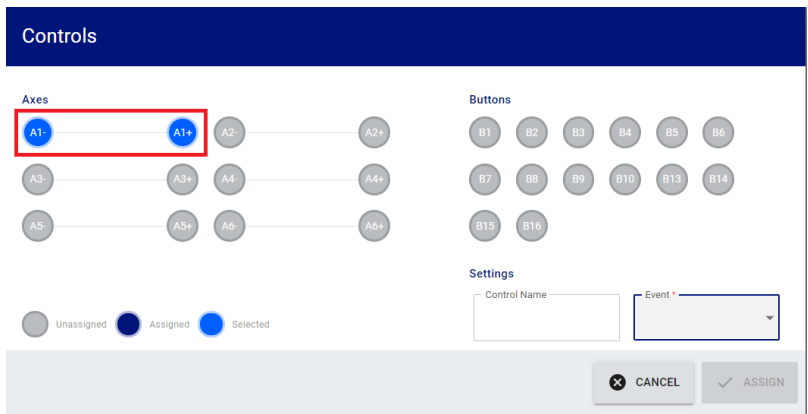 Controls
Axes
A1- A1+ A2- A2+
A3- A3+ A4- A4+
A5- A5+ A6- A6+
Unassigned Assigned Selected
Buttons
B1 B2 B3 B4 B5 B6
B7 B8 B9 B10 B13 B14
B15 B16
Settings
Control Name Event *
CANCEL ASSIGN